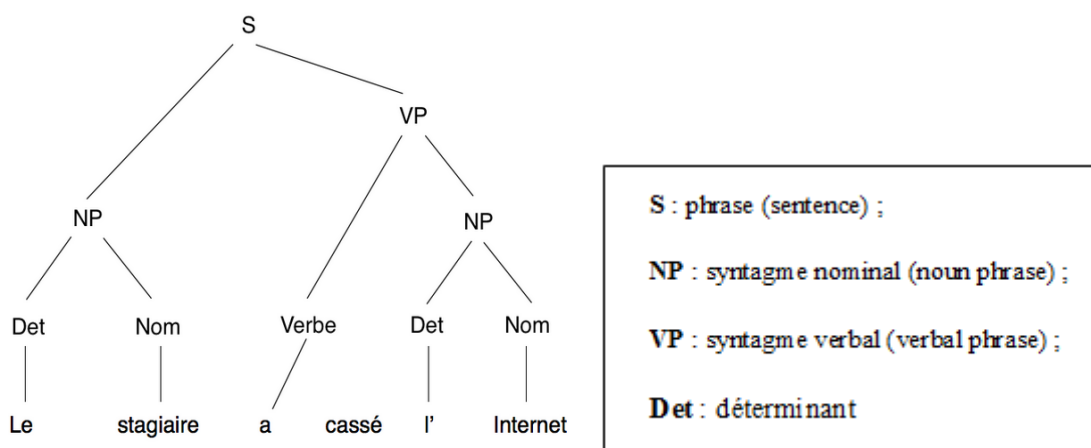 S
VP
NP
NP
Det Nom Verbe Det Nom
Le stagiaire a cassé l' Internet
S : phrase (sentence) ;
NP : syntagme nominal (noun phrase) ;
VP : syntagme verbal (verbal phrase) ;
Det : déterminant